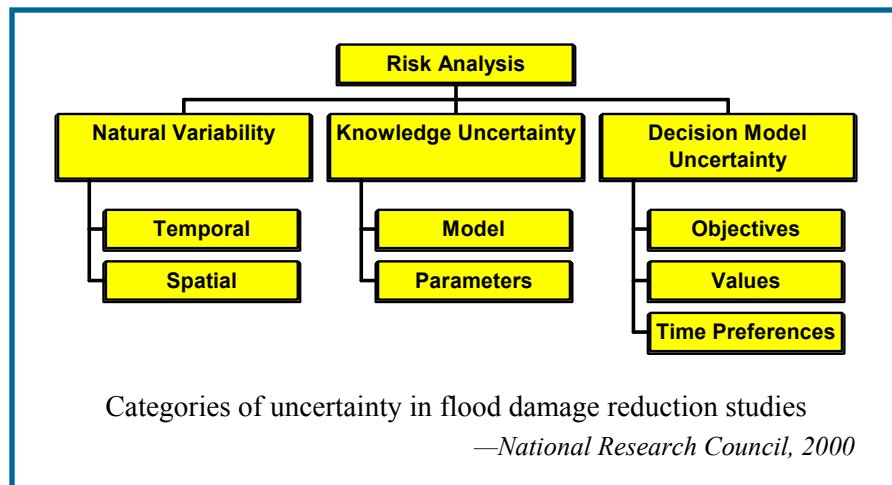 Risk Analysis
Natural Variability
Knowledge Uncertainty
Decision Model
Uncertainty
Temporal
Spatial
Model
Parameters
Objectives
Values
Time Preferences
Categories of uncertainty in flood damage reduction studies
—National Research Council, 2000